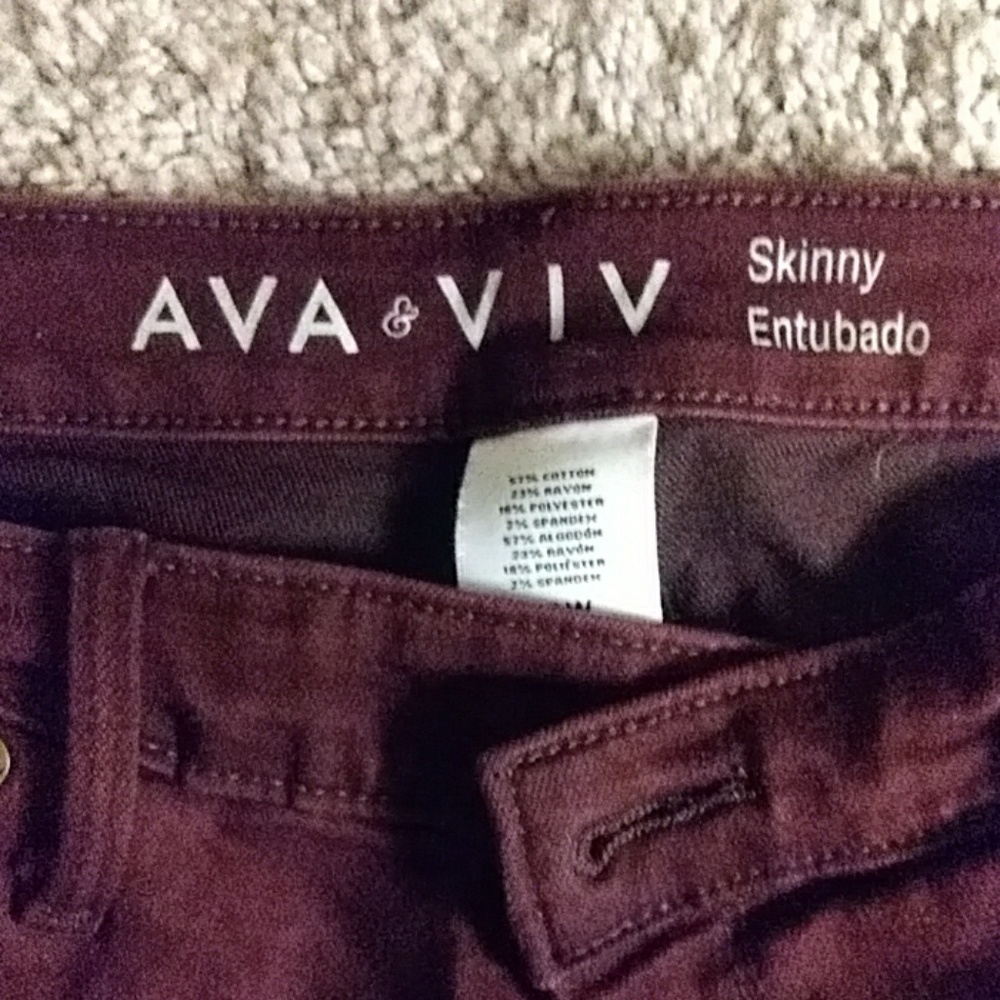 AVA & VIV
Skinny
Entubado
57% COTTON
23% RAYON
18% POLYESTER
2% SPANDEX
57% ALGODÓN
23% RAYÓN
18% POLIÉSTER
2% SPANDEX